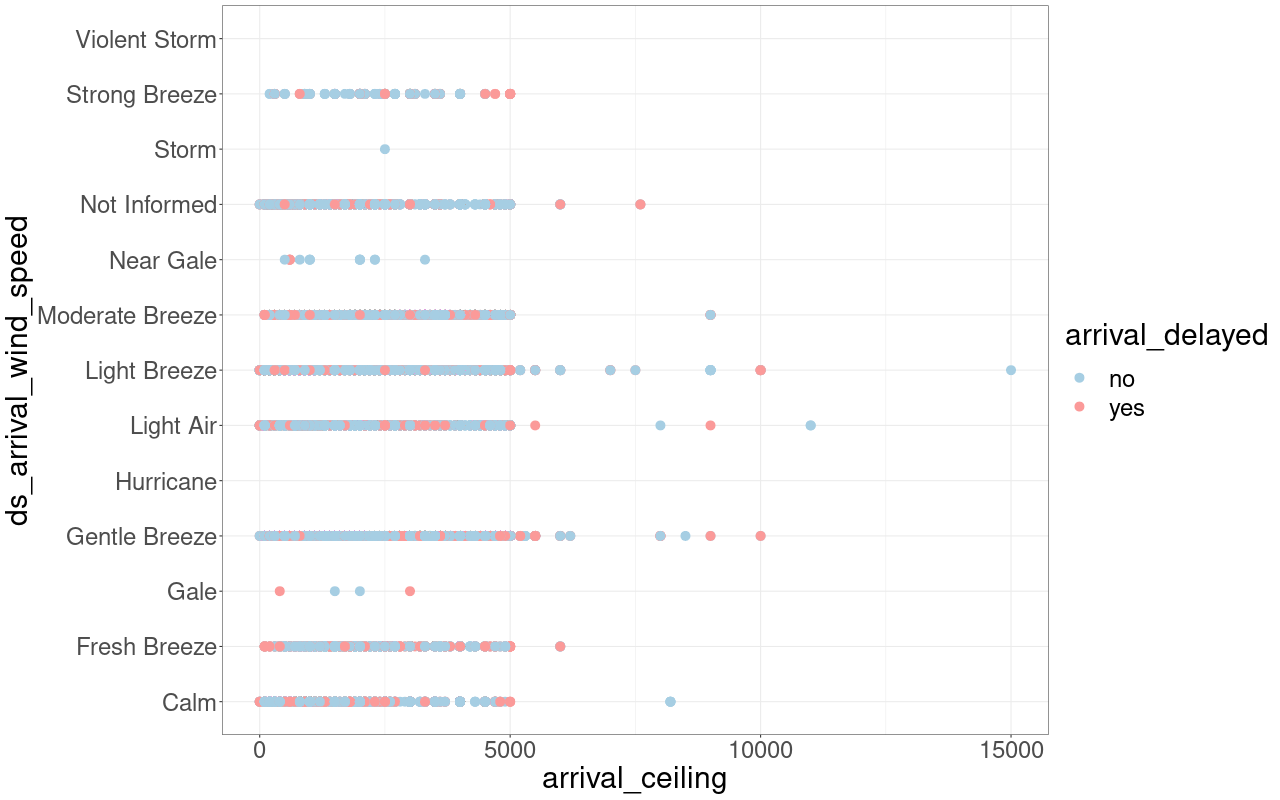 Violent Storm
Strong Breeze
Storm
Not Informed
Near Gale
Moderate Breeze
Light Breeze
Light Air
Hurricane
Gentle Breeze
Gale
Fresh Breeze
Calm
ds_arrival_wind_speed
0 5000 10000 15000
arrival_ceiling
arrival_delayed
no
yes